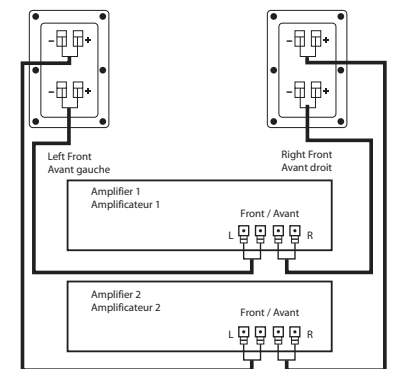 – +
– +
– +
– +
Left Front
Avant gauche
Right Front
Avant droit
Amplifier 1
Amplificateur 1
Front / Avant
L R
Amplifier 2
Amplificateur 2
Front / Avant
L R